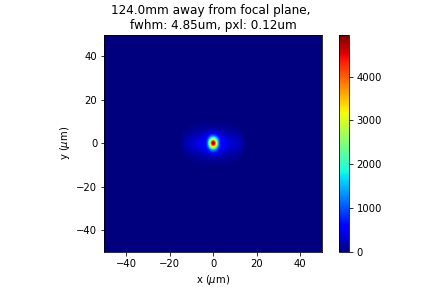 124.0mm away from focal plane,
fwhm: 4.85um, pxl: 0.12um
40
20
0
−20
−40
y (μm)
−40 −20 0 20 40
x (μm)
4000
3000
2000
1000
0